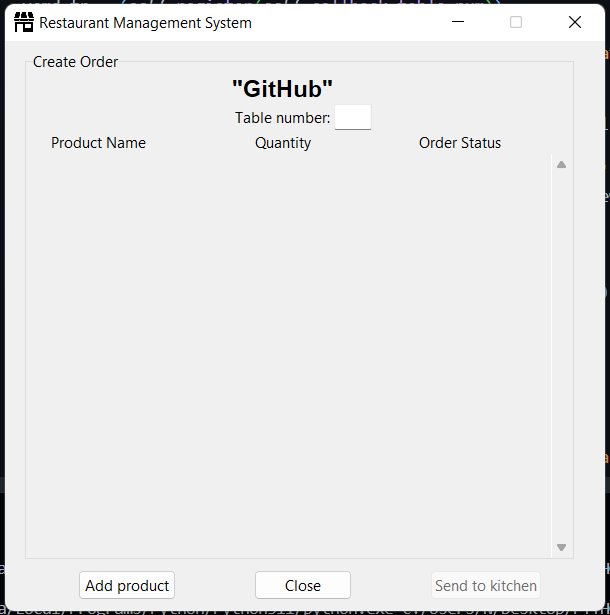 Restaurant Management System
Create Order
"GitHub"
Table number:
Product Name Quantity Order Status
Add product Close Send to kitchen